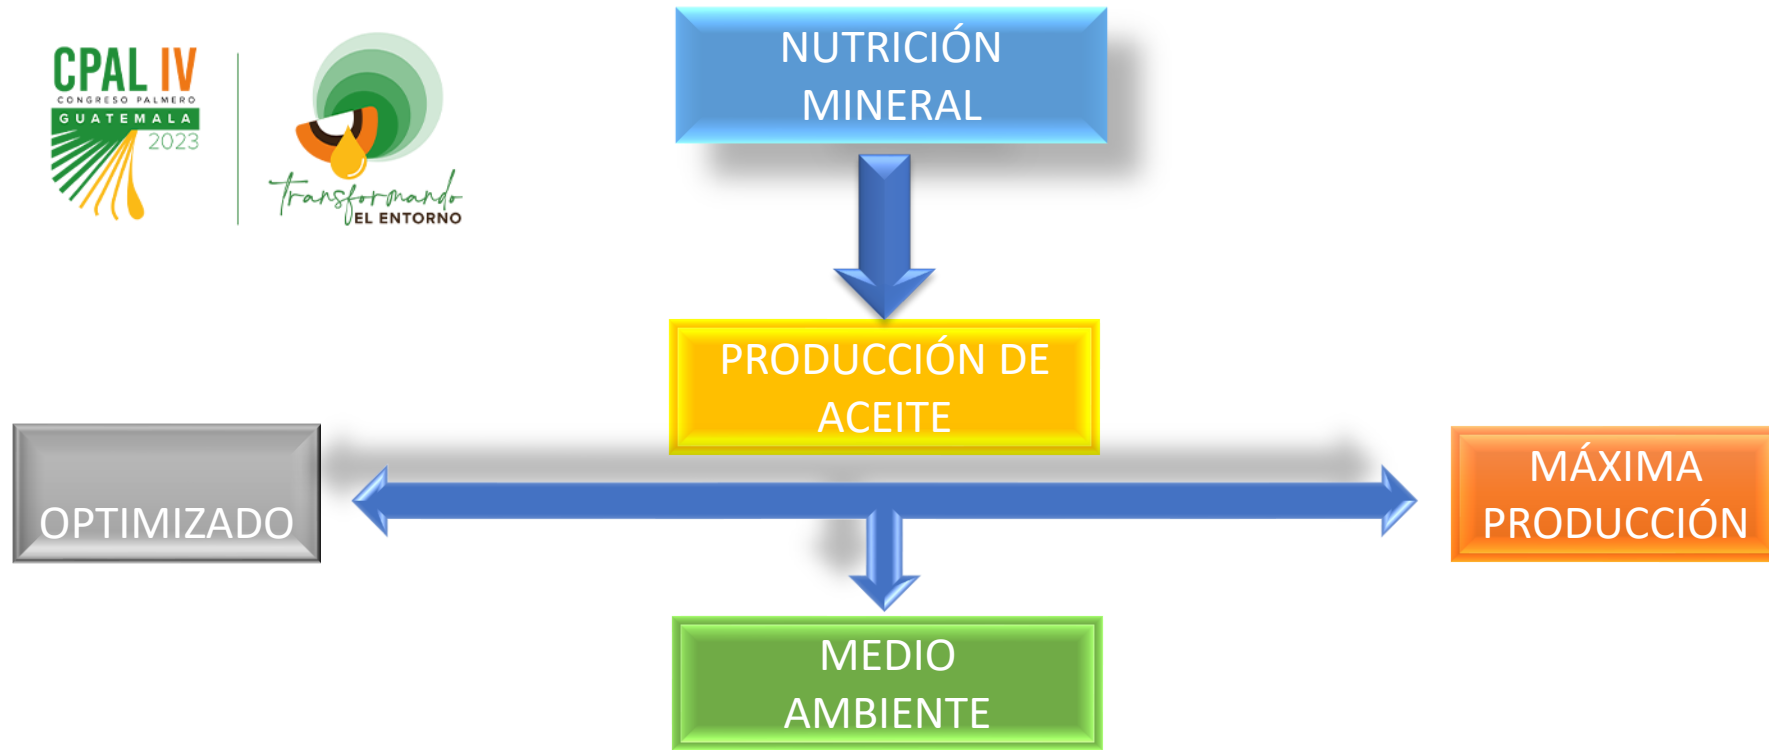 CPAL IV
CONGRESO PALMERO
GUATEMALA
2023
Transformando
EL ENTORNO
NUTRICIÓN
MINERAL
PRODUCCIÓN DE
ACEITE
OPTIMIZADO
MÁXIMA
PRODUCCIÓN
MEDIO
AMBIENTE